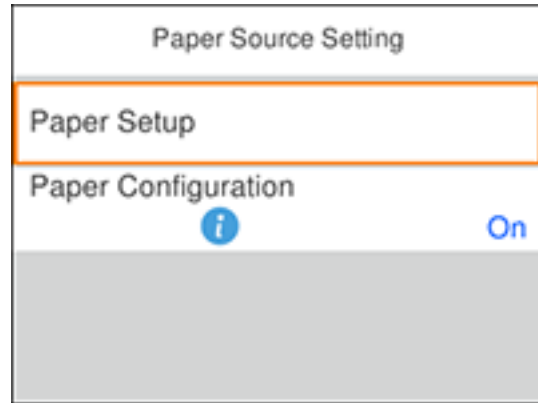 Paper Source Setting
Paper Setup
Paper Configuration
i
On